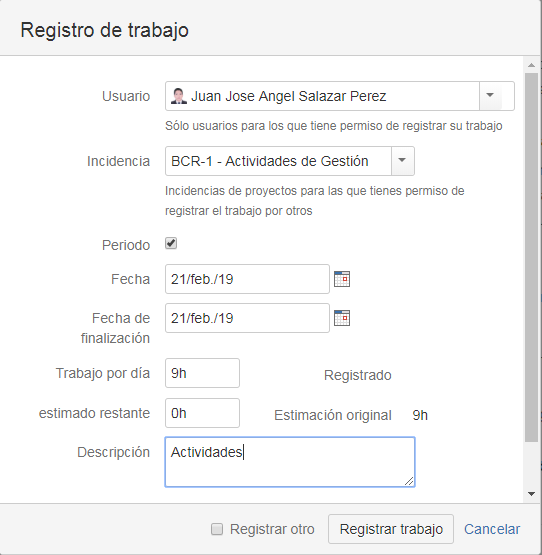 Registro de trabajo
Usuario Juan Jose Angel Salazar Perez
Sólo usuarios para los que tiene permiso de registrar su trabajo
Incidencia BCR-1 - Actividades de Gestión
Incidencias de proyectos para las que tienes permiso de
registrar el trabajo por otros
Periodo
Fecha 21/feb./19
Fecha de
finalización 21/feb./19
Trabajo por día 9h Registrado
estimado restante 0h Estimación original 9h
Descripción Actividades
Registrar otro Registrar trabajo Cancelar